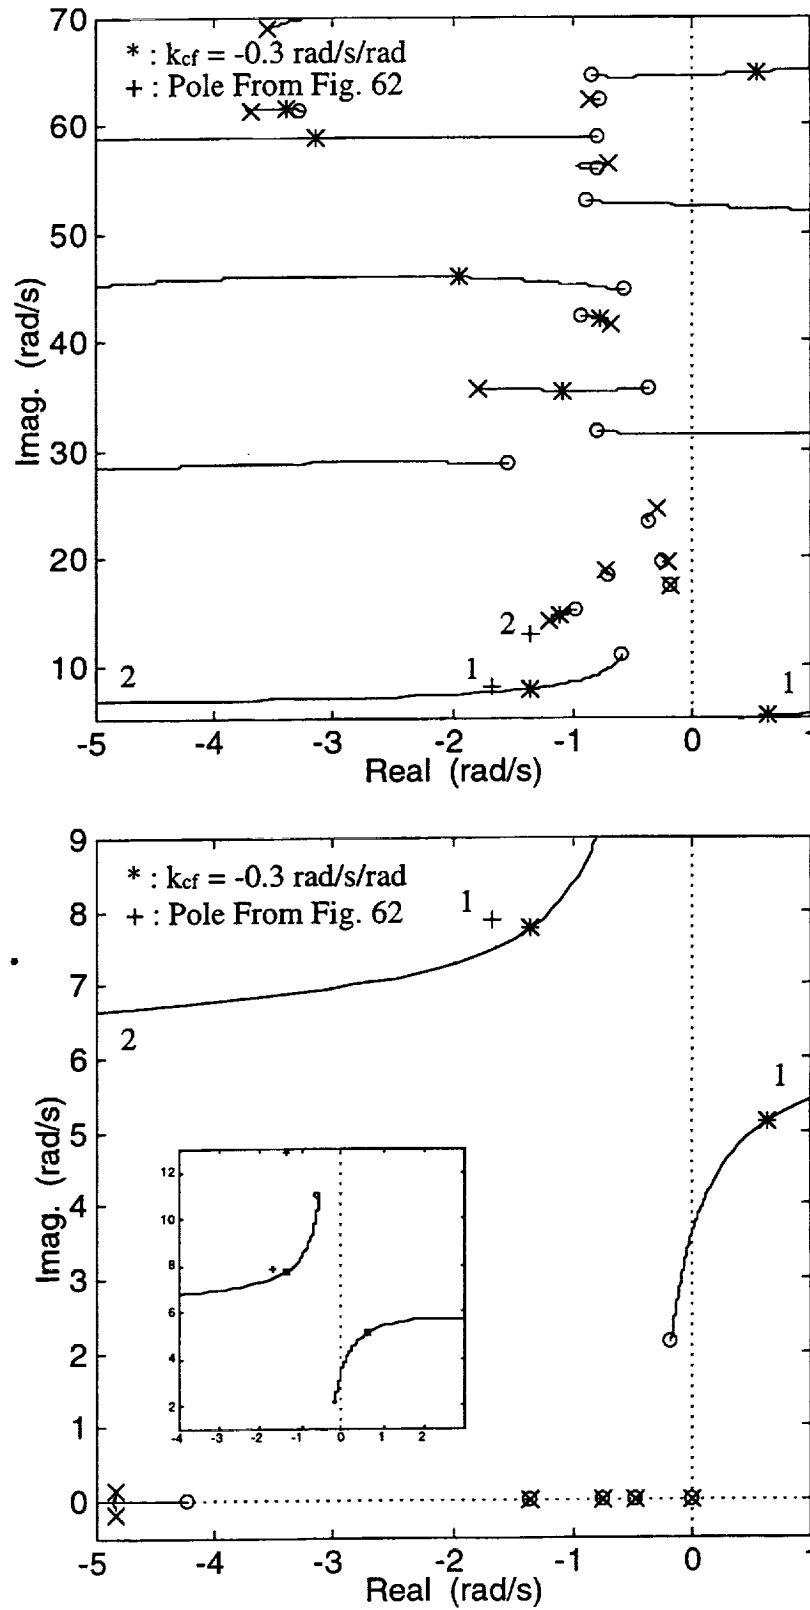 70
* : kcf = -0.3 rad/s/rad
+ : Pole From Fig. 62
60
50
40
30
20
10
Imag. (rad/s)
2
1
2
1
-5 -4 -3 -2 -1 0 1
Real (rad/s)
9
* : kcf = -0.3 rad/s/rad
+ : Pole From Fig. 62
8
7
6
5
4
3
2
1
0
Imag. (rad/s)
1
2
1
12
10
8
6
4
2
-4 -3 -2 -1 0 1 2
-5 -4 -3 -2 -1 0 1
Real (rad/s)